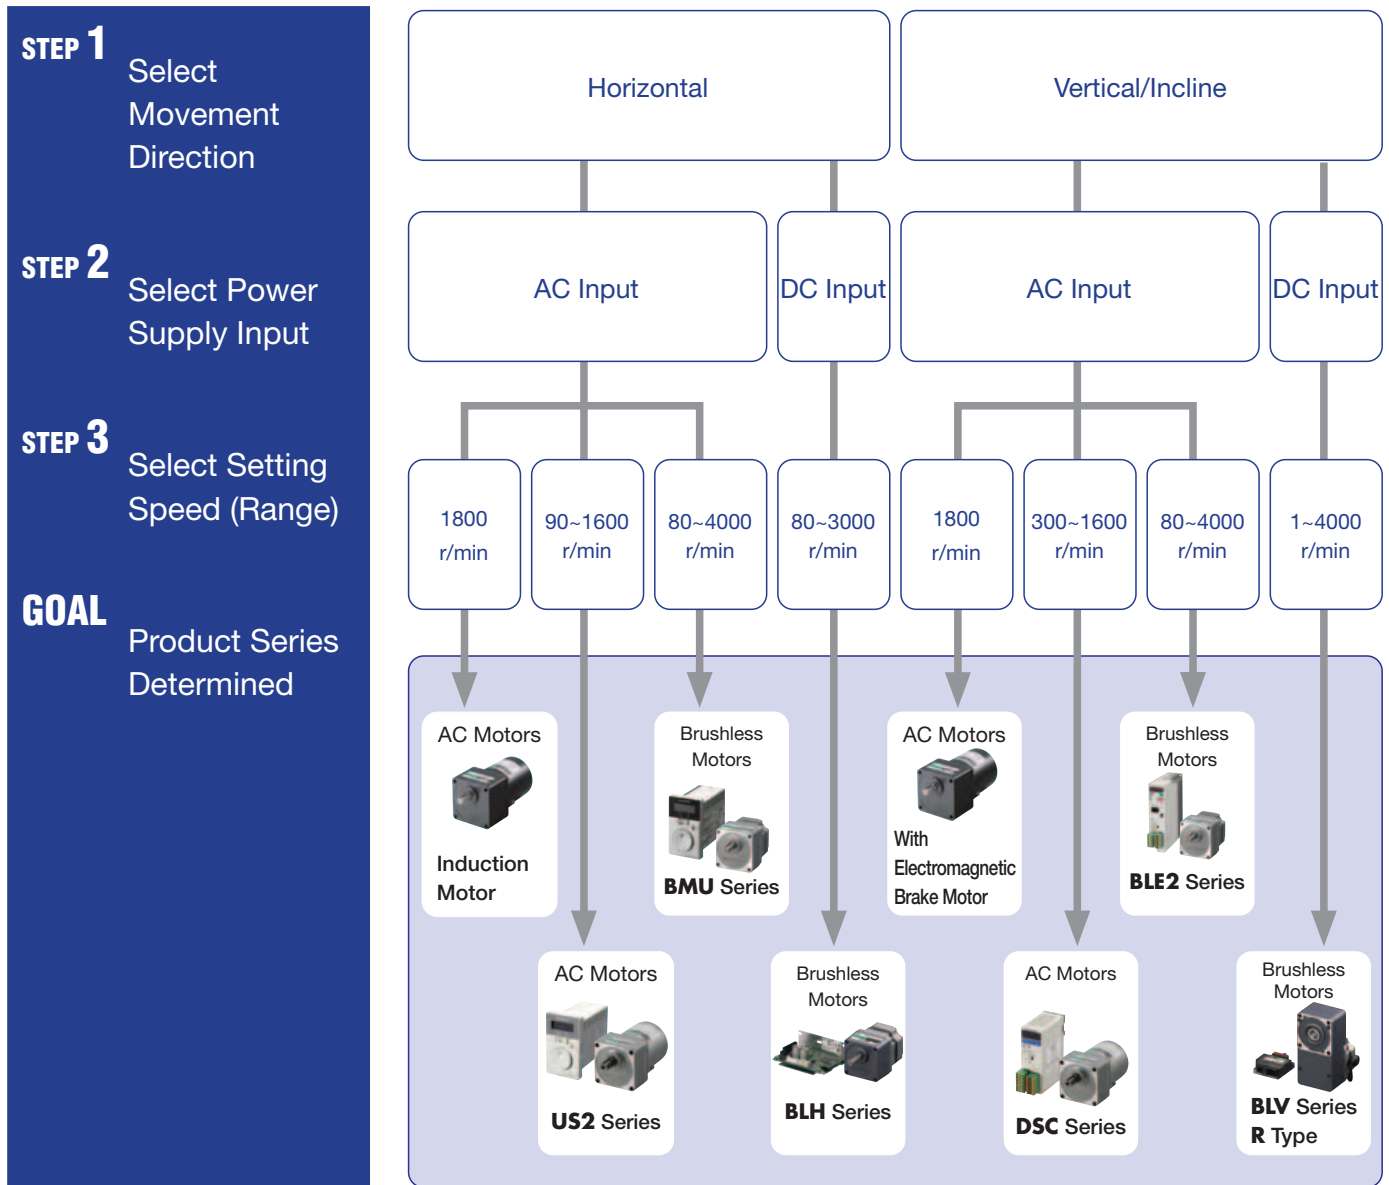 STEP 1
Select
Movement
Direction
Horizontal
Vertical/Incline
STEP 2
Select Power
Supply Input
AC Input
DC Input
AC Input
DC Input
STEP 3
Select Setting
Speed (Range)
1800
r/min
90~1600
r/min
80~4000
r/min
80~3000
r/min
1800
r/min
300~1600
r/min
80~4000
r/min
1~4000
r/min
GOAL
Product Series
Determined
AC Motors
Induction
Motor
Brushless
Motors
BMU Series
AC Motors
With
Electromagnetic
Brake Motor
Brushless
Motors
BLE2 Series
AC Motors
US2 Series
Brushless
Motors
BLH Series
AC Motors
DSC Series
Brushless
Motors
BLV Series
R Type